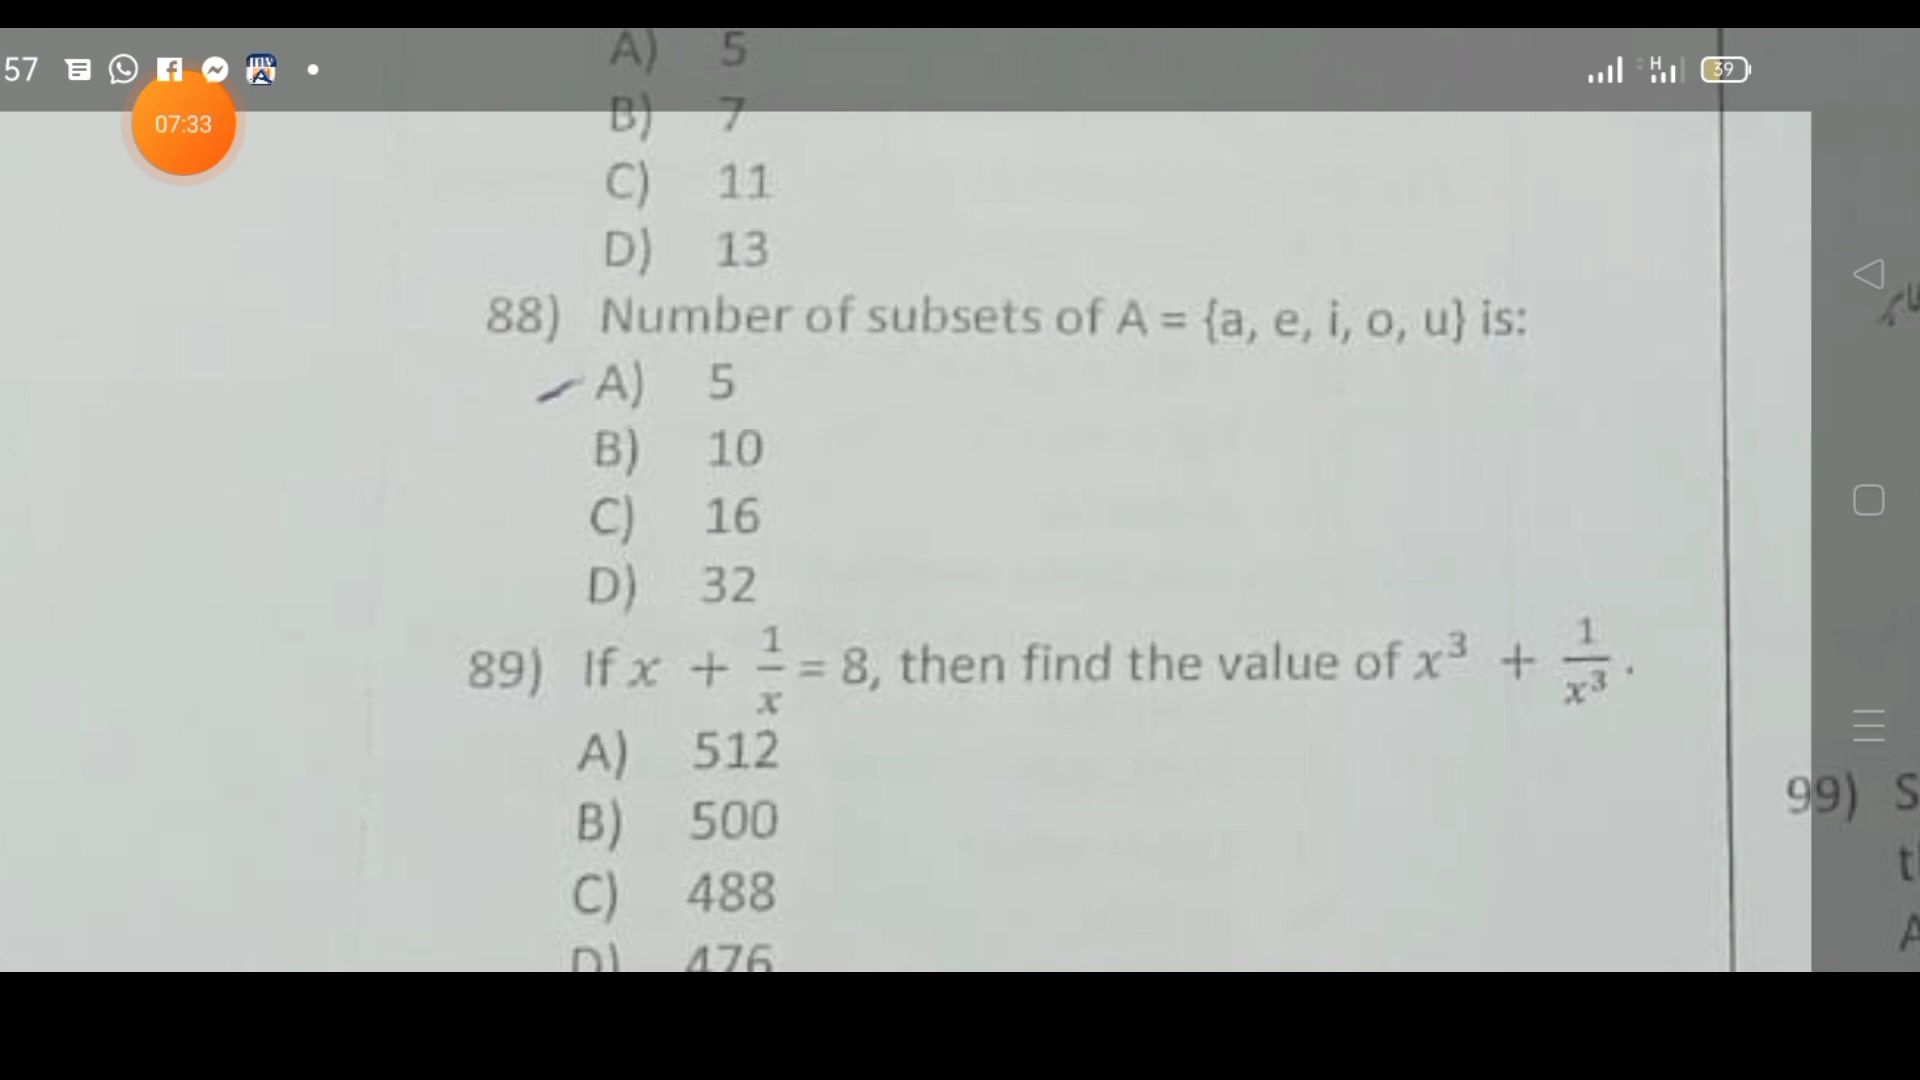 57
39
07:33
A) 5
B) 7
C) 11
D) 13
88) Number of subsets of A = {a, e, i, o, u} is:
A) 5
B) 10
C) 16
D) 32
89) If x + 1/x = 8, then find the value of x³ + 1/x³.
A) 512
B) 500
C) 488
D) 476
99) S
A